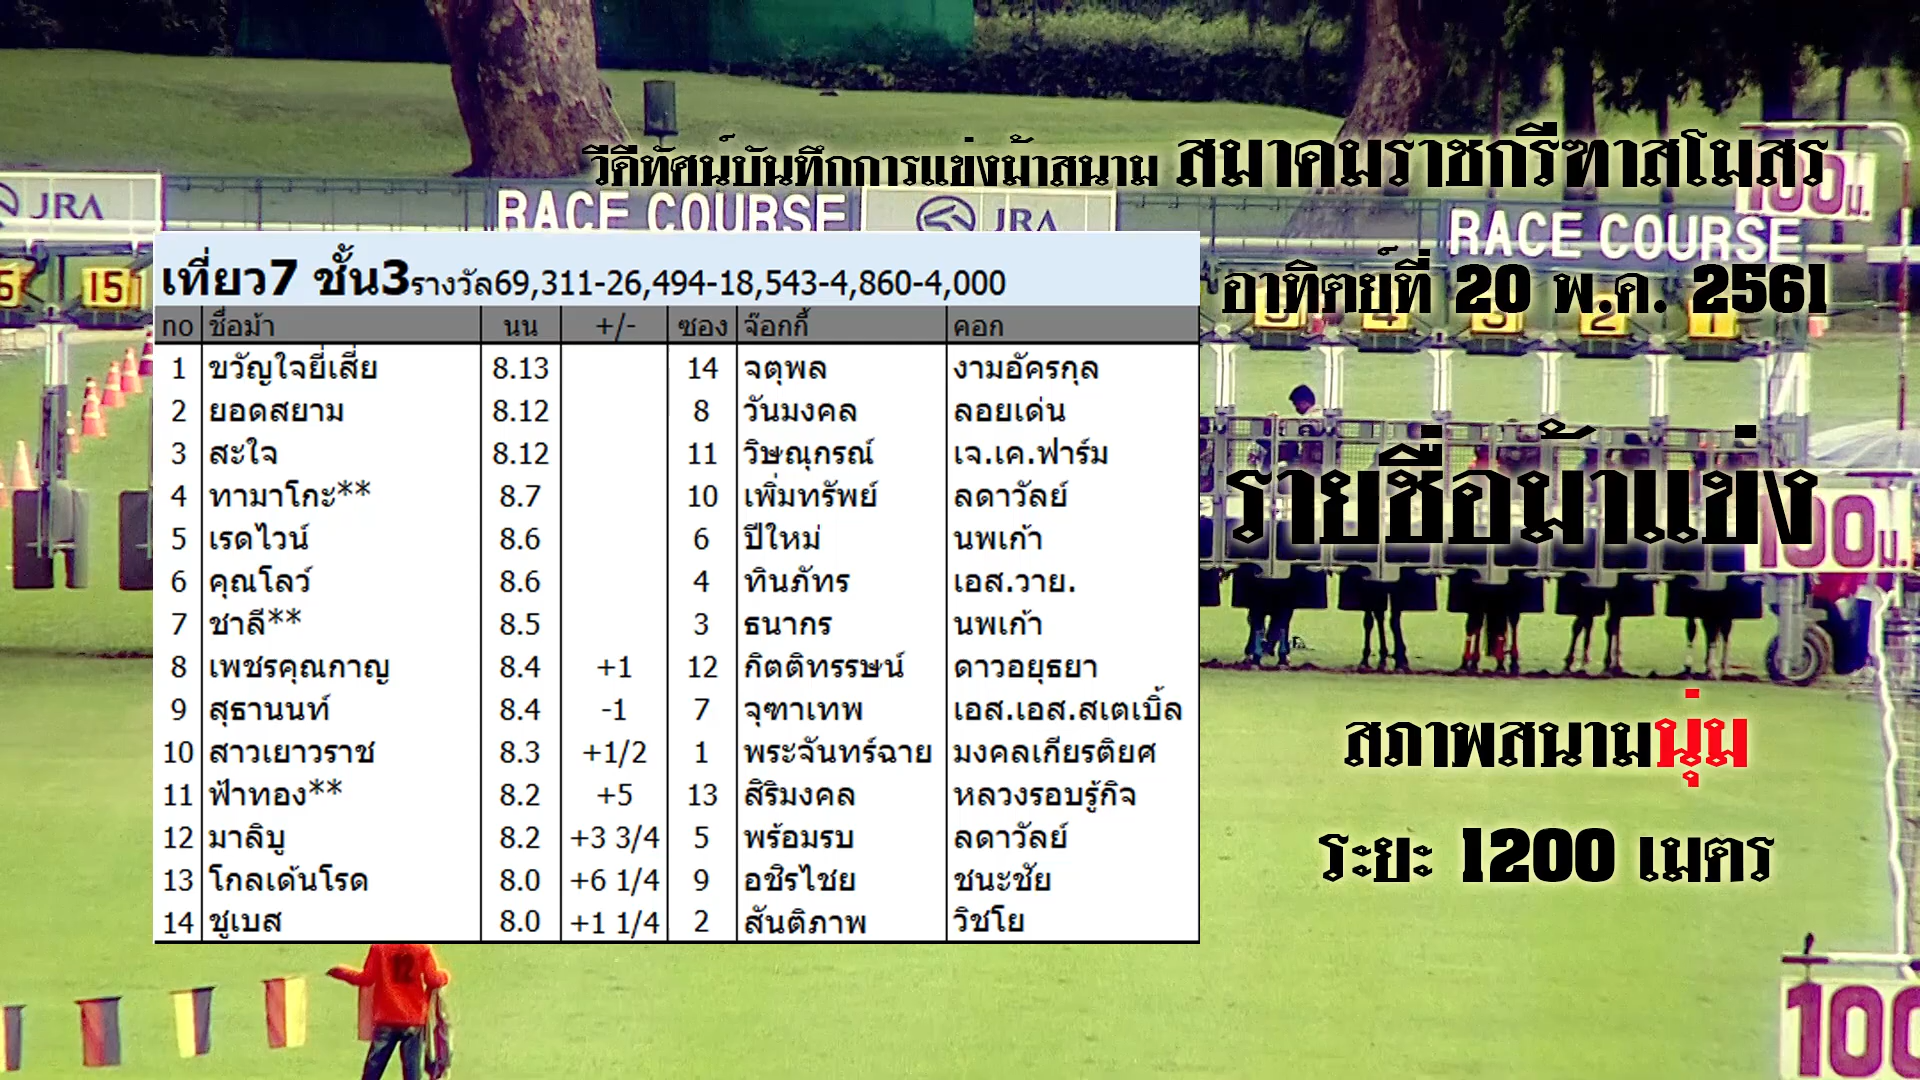 วีดีทัศน์บันทึกการแข่งม้าสนาม สมาคมราชกรีฑาสโมสร
JRA
RACE COURSE
JRA
RACE COURSE
100 ม.
เที่ยว7 ชั้น3รางวัล69,311-26,494-18,543-4,860-4,000
อาทิตย์ที่ 20 พ.ค. 2561
15
5 4 3 2 1
no ชื่อม้า นน +/- ซอง จ๊อกกี้ คอก
1 ขวัญใจยี่เสี่ย 8.13 14 จตุพล งามอัครกุล
2 ยอดสยาม 8.12 8 วันมงคล ลอยเด่น
3 สะใจ 8.12 11 วิษณุกรณ์ เจ.เค.ฟาร์ม
4 ทามาโกะ** 8.7 10 เพิ่มทรัพย์ ลดาวัลย์
5 เรดไวน์ 8.6 6 ปีใหม่ นพเก้า
6 คุณโลว์ 8.6 4 ทินภัทร เอส.วาย.
7 ชาลี** 8.5 3 ธนากร นพเก้า
8 เพชรคุณกาญ 8.4 +1 12 กิตติทรรษน์ ดาวอยุธยา
9 สุธานนท์ 8.4 -1 7 จุฑาเทพ เอส.เอส.สเตเบิ้ล
10 สาวเยาวราช 8.3 +1/2 1 พระจันทร์ฉาย มงคลเกียรติยศ
11 ฟ้าทอง** 8.2 +5 13 สิริมงคล หลวงรอบรู้กิจ
12 มาลิบู 8.2 +3 3/4 5 พร้อมรบ ลดาวัลย์
13 โกลเด้นโรด 8.0 +6 1/4 9 อชิรไชย ชนะชัย
14 ชูเบส 8.0 +1 1/4 2 สันติภาพ วิชโย
รายชื่อม้าแข่ง
100 ม.
สภาพสนามนุ่ม
ระยะ 1200 เมตร
100